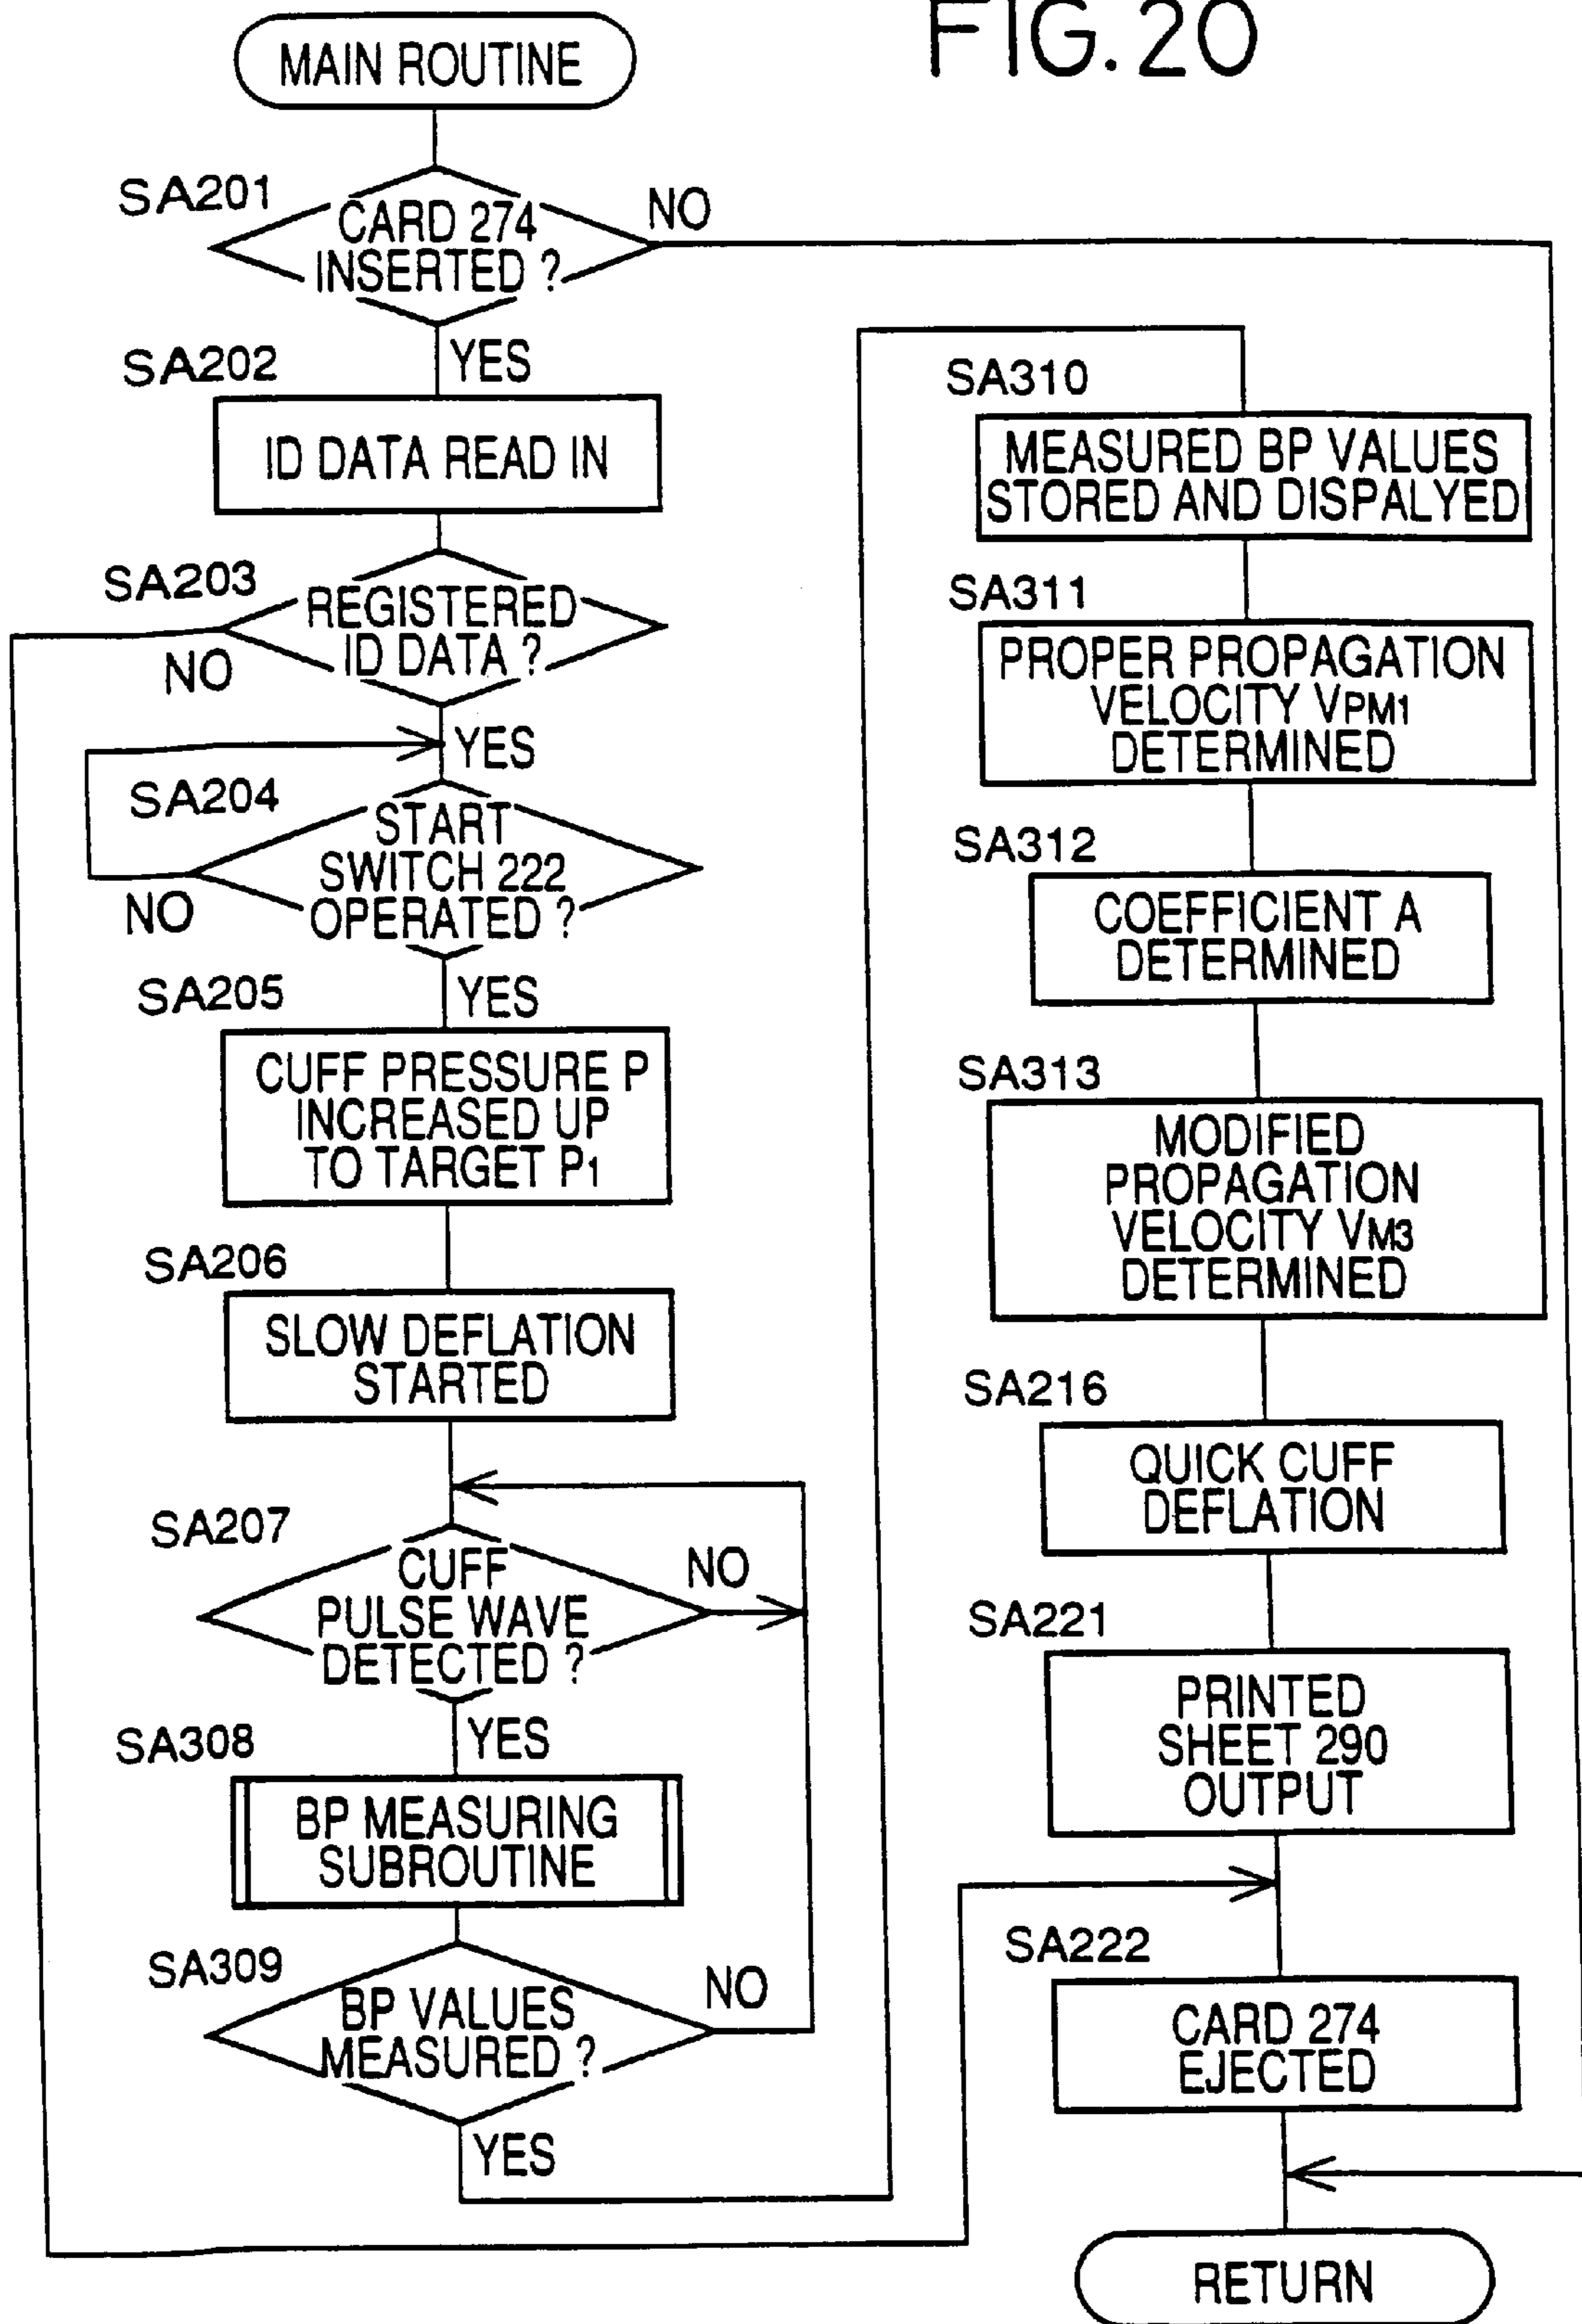 FIG.20
MAIN ROUTINE
SA201
CARD 274
INSERTED ?
NO
YES
SA202
ID DATA READ IN
SA203
REGISTERED
ID DATA ?
NO
YES
SA204
START
SWITCH 222
OPERATED ?
NO
YES
SA205
CUFF PRESSURE P
INCREASED UP
TO TARGET P1
SA206
SLOW DEFLATION
STARTED
SA207
CUFF
PULSE WAVE
DETECTED ?
NO
YES
SA308
BP MEASURING
SUBROUTINE
SA309
BP VALUES
MEASURED ?
NO
YES
SA310
MEASURED BP VALUES
STORED AND DISPALYED
SA311
PROPER PROPAGATION
VELOCITY VPM1
DETERMINED
SA312
COEFFICIENT A
DETERMINED
SA313
MODIFIED
PROPAGATION
VELOCITY VM3
DETERMINED
SA216
QUICK CUFF
DEFLATION
SA221
PRINTED
SHEET 290
OUTPUT
SA222
CARD 274
EJECTED
RETURN